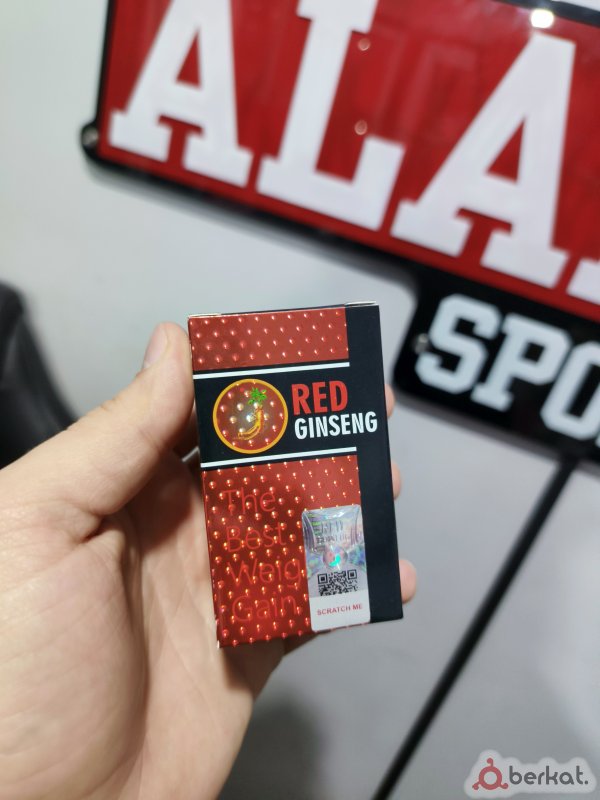 ALA
SPO
RED
GINSENG
The
Best
Weig
Gain
SCRATCH ME
berkat.